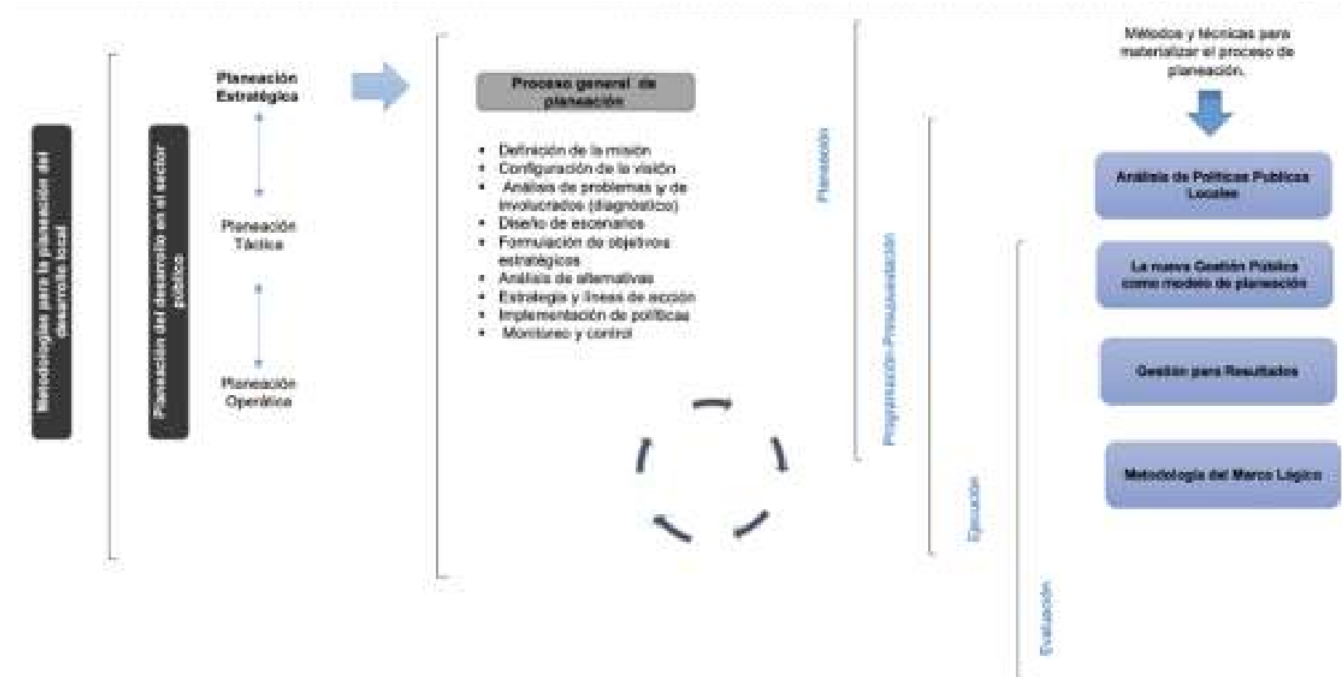 Metodologías para la planeación del
desarrollo local
Planeación del desarrollo en el sector
público
Planeación
Estratégica
Planeación
Táctica
Planeación
Operática
Proceso general de
planeación
• Definición de la misión
• Configuración de la visión
• Análisis de problemas y de
involucrados (diagnóstico)
• Diseño de escenarios
• Formulación de objetivos
estratégicos
• Análisis de alternativas
• Estrategia y líneas de acción
• Implementación de políticas
• Monitoreo y control
Planeación
Programación-Presupuestación
Ejecución
Evaluación
Métodos y técnicas para
materializar el proceso de
planeación.
Análisis de Políticas Publicas
Locales
La nueva Gestión Pública
como modelo de planeación
Gestión para Resultados
Metodología del Marco Lógico